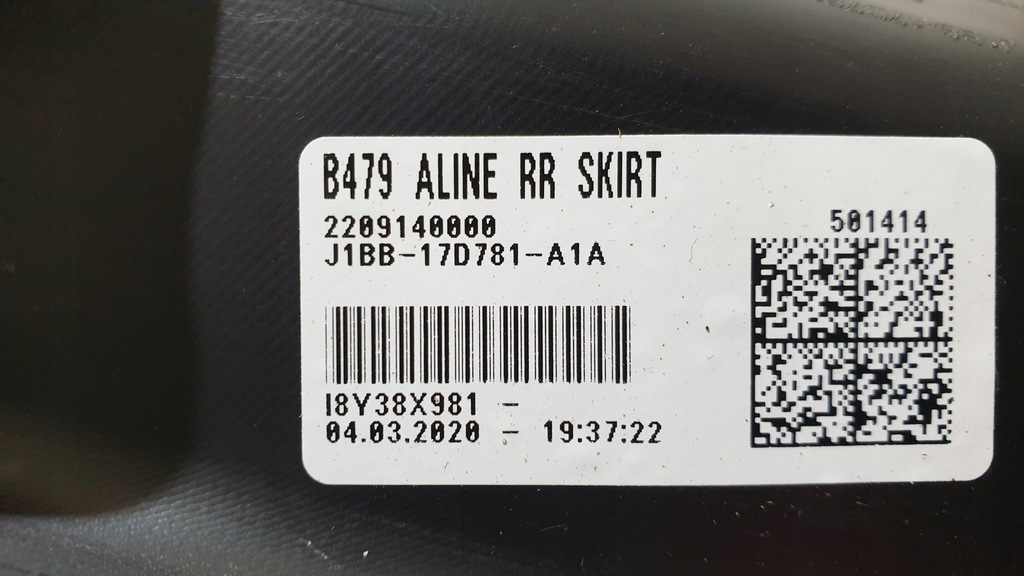 B479 ALINE RR SKIRT
2209140000
J1BB-17D781-A1A
501414
I8Y38X981 -
04.03.2020 - 19:37:22